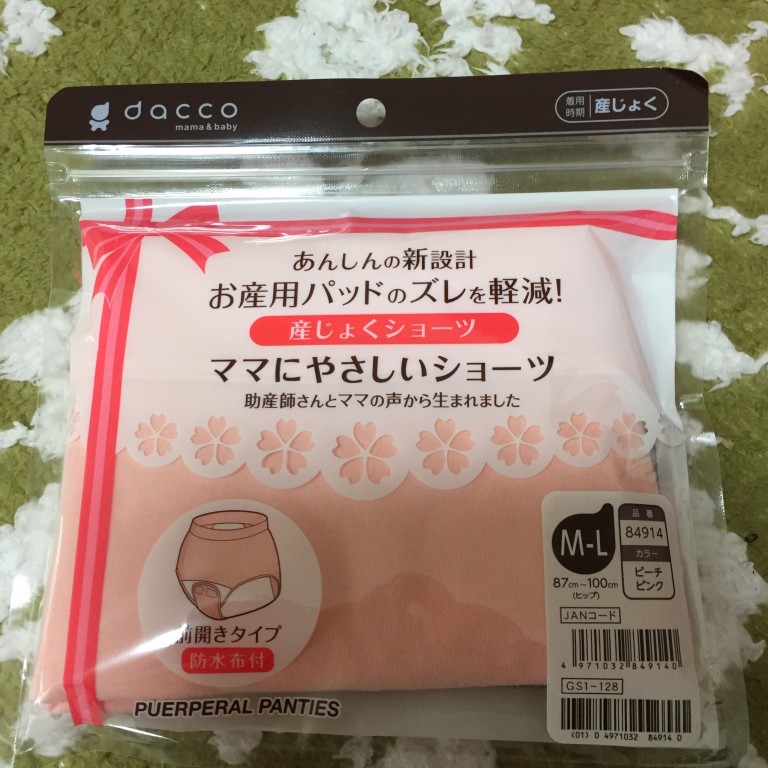 dacco
mama & baby
着用時期
産じょく
あんしんの新設計
お産用パッドのズレを軽減!
産じょくショーツ
ママにやさしいショーツ
助産師さんとママの声から生まれました
前開きタイプ
防水布付
PUERPERAL PANTIES
M-L
87cm~100cm
(ヒップ)
品番
84914
カラー
ピーチ
ピンク
JANコード
4 971032 849140
GS1-128
(01) 0 4971032 84914 0